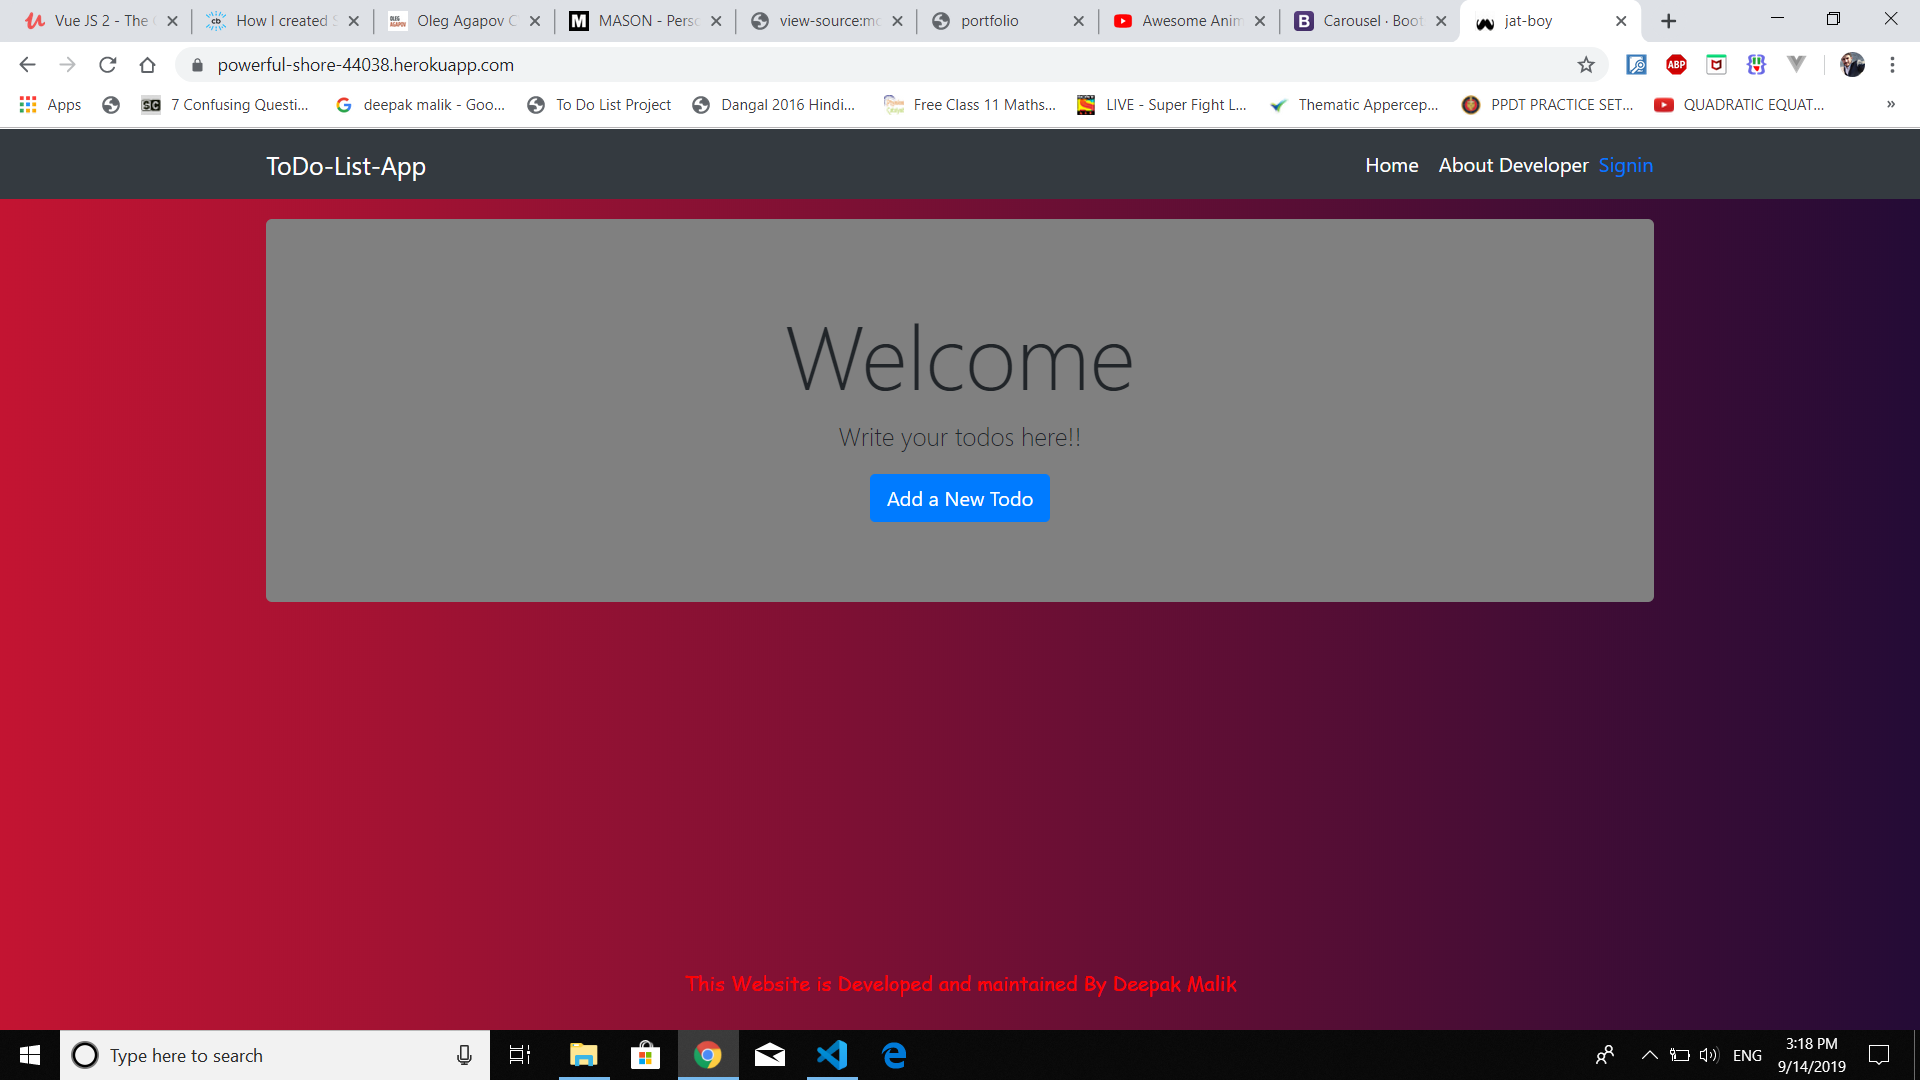 Vue JS 2 - The
How I created
Oleg Agapov
MASON - Pers
view-source:m
portfolio
Awesome Anim
Carousel · Boot
jat-boy
powerful-shore-44038.herokuapp.com
Apps
SC
7 Confusing Questi...
deepak malik - Goo...
To Do List Project
Dangal 2016 Hindi...
Free Class 11 Maths...
LIVE - Super Fight L...
Thematic Appercep...
PPDT PRACTICE SET...
QUADRATIC EQUAT...
»
ABP
ToDo-List-App
Home
About Developer
Signin
Welcome
Write your todos here!!
Add a New Todo
This Website is Developed and maintained By Deepak Malik
Type here to search
ENG
3:18 PM
9/14/2019